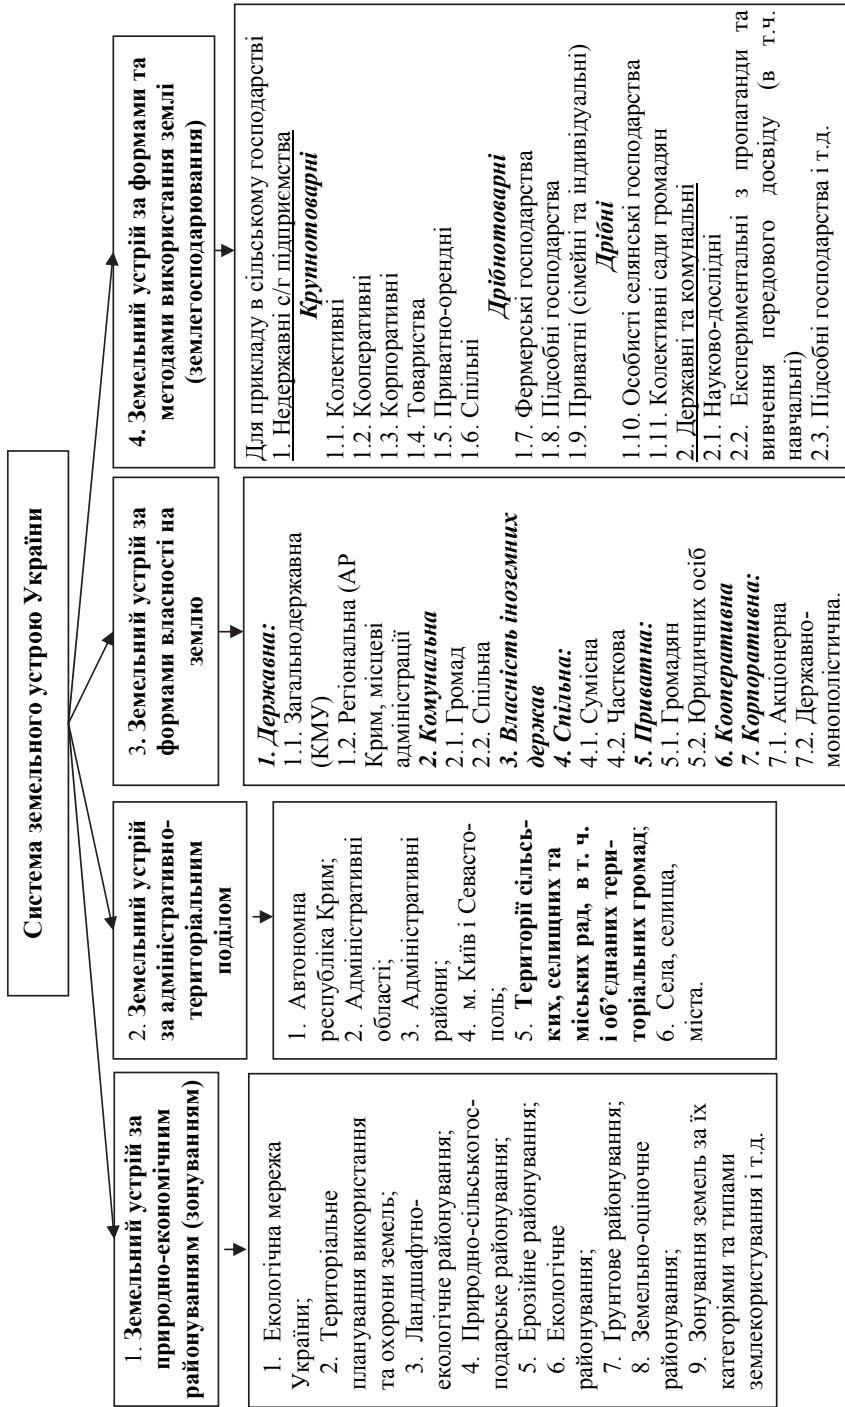 Система земельного устрою України
1. Земельний устрій за
природно-економічним
районуванням (зонуванням)
1. Екологічна мережа
України;
2. Територіальне
планування використання
та охорони земель;
3. Ландшафтно-
екологічне районування;
4. Природно-сільськогос-
подарське районування;
5. Ерозійне районування;
6. Екологічне
районування;
7. Ґрунтове районування;
8. Земельно-оціночне
районування;
9. Зонування земель за їх
категоріями та типами
землекористування і т.д.
2. Земельний устрій
за адміністративно-
територіальним
поділом
1. Автономна
республіка Крим;
2. Адміністративні
області;
3. Адміністративні
райони;
4. м. Київ і Севасто-
поль;
5. Території сільсь-
ких, селищних та
міських рад, в т. ч.
і об’єднаних тери-
торіальних громад;
6. Села, селища,
міста.
3. Земельний устрій за
формами власності на
землю
1. Державна:
1.1. Загальнодержавна
(КМУ)
1.2. Регіональна (АР
Крим, місцеві
адміністрації
2. Комунальна
2.1. Громад
2.2. Спільна
3. Власність іноземних
держав
4. Спільна:
4.1. Сумісна
4.2. Часткова
5. Приватна:
5.1. Громадян
5.2. Юридичних осіб
6. Кооперативна
7. Корпоративна:
7.1. Акціонерна
7.2. Державно-
монополістична.
4. Земельний устрій за формами та
методами використання землі
(землегосподарювання)
Для прикладу в сільському господарстві
1. Недержавні с/г підприємства
Крупнотоварні
1.1. Колективні
1.2. Кооперативні
1.3. Корпоративні
1.4. Товариства
1.5. Приватно-орендні
1.6. Спільні
Дрібнотоварні
1.7. Фермерські господарства
1.8. Підсобні господарства
1.9. Приватні (сімейні та індивідуальні)
Дрібні
1.10. Особисті селянські господарства
1.11. Колективні сади громадян
2. Державні та комунальні
2.1. Науково-дослідні
2.2. Експериментальні з пропаганди та
вивчення передового досвіду (в т.ч.
навчальні)
2.3. Підсобні господарства і т.д.